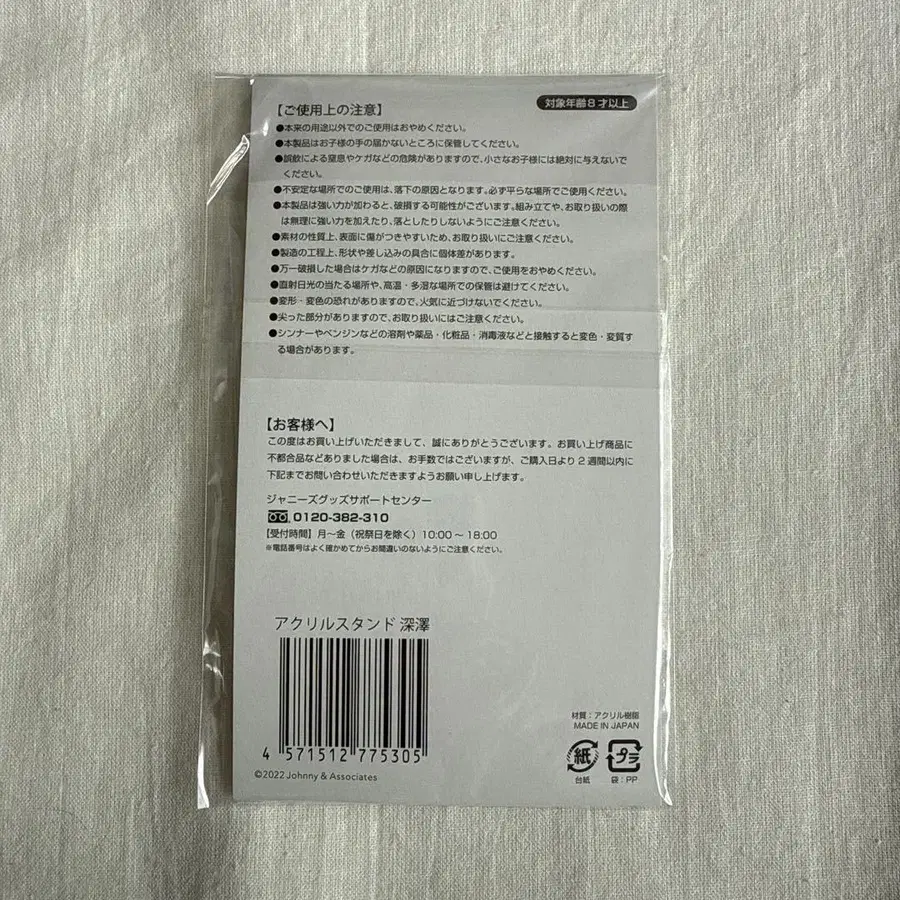 【ご使用上の注意】
対象年齢8才以上
●本来の用途以外でのご使用はおやめください。
●本製品はお子様の手の届かないところに保管してください。
●誤飲による窒息やケガなどの危険がありますので、小さなお子様には絶対に与えないで
ください。
●不安定な場所でのご使用は、落下の原因となります。必ず平らな場所でご使用ください。
●本製品は強い力が加わると、破損する可能性がございます。組み立てや、お取り扱いの際
は無理に強い力を加えたり、落としたりしないようにご注意ください。
●素材の性質上、表面に傷がつきやすいため、お取り扱いにご注意ください。
●製造の工程上、形状や差し込みの具合に個体差があります。
●万一破損した場合はケガなどの原因になりますので、ご使用をおやめください。
●直射日光の当たる場所や、高温・多湿な場所での保管は避けてください。
●変形・変色の恐れがありますので、火気に近づけないでください。
●尖った部分がありますので、お取り扱いにはご注意ください。
●シンナーやベンジンなどの溶剤や薬品・化粧品・消毒液などと接触すると変色・変質す
る場合があります。
【お客様へ】
この度はお買い上げいただきまして、誠にありがとうございます。お買い上げ商品に
不都合品などありました場合は、お手数ではございますが、ご購入日より2週間以内に
下記までお問い合わせいただきますようお願い申し上げます。
ジャニーズグッズサポートセンター
0120-382-310
【受付時間】月～金（祝祭日を除く）10:00～18:00
※電話番号はよく確かめてからお間違いのないようにご注意ください。
アクリルスタンド 深澤
4 571512 775305
©2022 Johnny & Associates
材質：アクリル樹脂
MADE IN JAPAN
紙 プラ
台紙 袋：PP